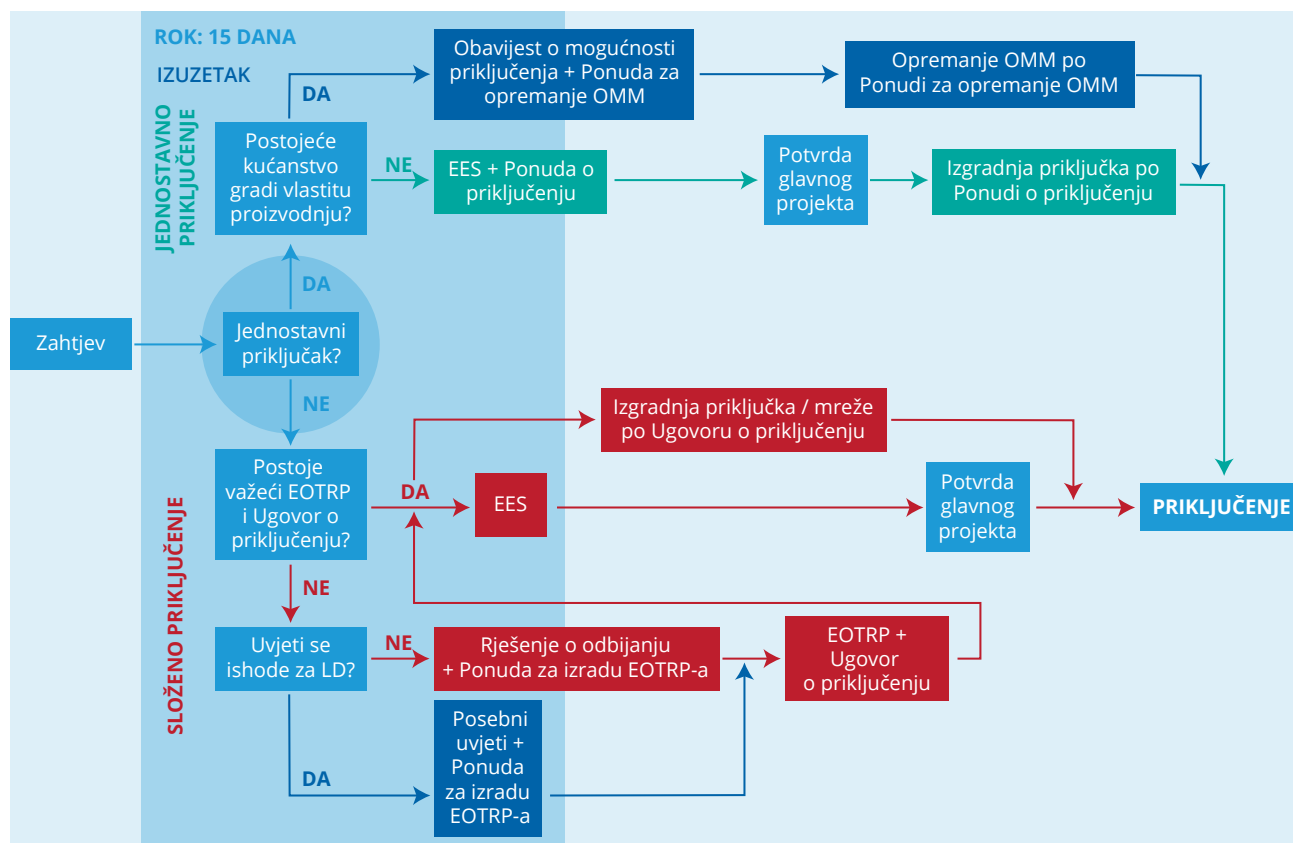 ROK: 15 DANA
IZUZETAK
JEDNOSTAVNO
PRIKLJUČENJE
DA
Obavijest o mogućnosti
priključenja + Ponuda za
opremanje OMM
Opremanje OMM po
Ponudi za opremanje OMM
Postojeće
kućanstvo
gradi vlastitu
proizvodnju?
NE
EES + Ponuda o
priključenju
Potvrda
glavnog
projekta
Izgradnja priključka po
Ponudi o priključenju
DA
Zahtjev
Jednostavni
priključak?
NE
Izgradnja priključka / mreže
po Ugovoru o priključenju
SLOŽENO PRIKLJUČENJE
Postoje
važeći EOTRP
i Ugovor o
priključenju?
DA
EES
Potvrda
glavnog
projekta
PRIKLJUČENJE
NE
Uvjeti se
ishode za LD?
NE
Rješenje o odbijanju
+ Ponuda za izradu EOTRP-a
EOTRP +
Ugovor
o priključenju
DA
Posebni
uvjeti +
Ponuda
za izradu
EOTRP-a